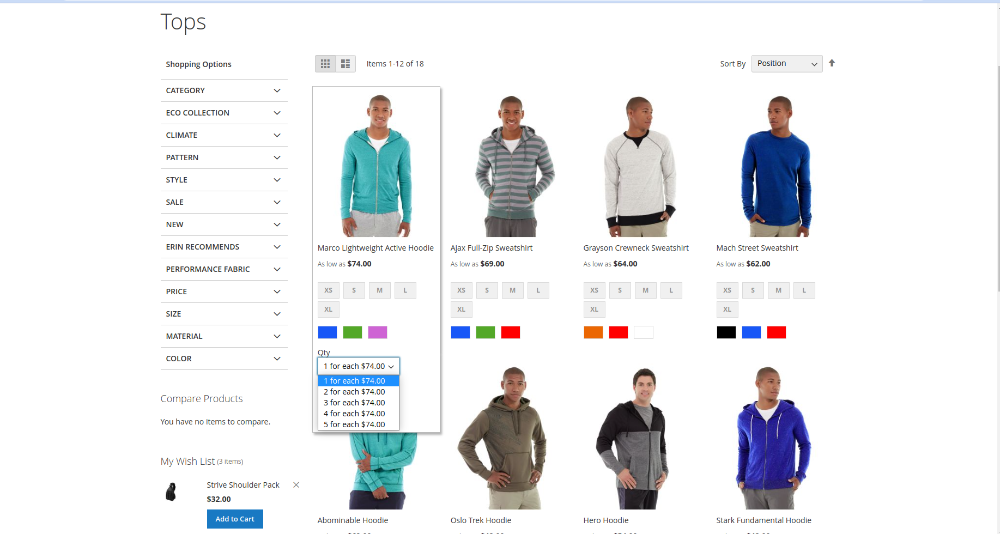 Tops
Shopping Options
CATEGORY
ECO COLLECTION
CLIMATE
PATTERN
STYLE
SALE
NEW
ERIN RECOMMENDS
PERFORMANCE FABRIC
PRICE
SIZE
MATERIAL
COLOR
Compare Products
You have no items to compare.
My Wish List (3 items)
Strive Shoulder Pack
$32.00
Add to Cart
Items 1-12 of 18
Sort By Position
Marco Lightweight Active Hoodie
As low as $74.00
XS S M L
XL
Qty
1 for each $74.00
1 for each $74.00
2 for each $74.00
3 for each $74.00
4 for each $74.00
5 for each $74.00
Ajax Full-Zip Sweatshirt
As low as $69.00
XS S M L
XL
Grayson Crewneck Sweatshirt
As low as $64.00
XS S M L
XL
Mach Street Sweatshirt
As low as $62.00
XS S M L
XL
Abominable Hoodie
Oslo Trek Hoodie
Hero Hoodie
Stark Fundamental Hoodie